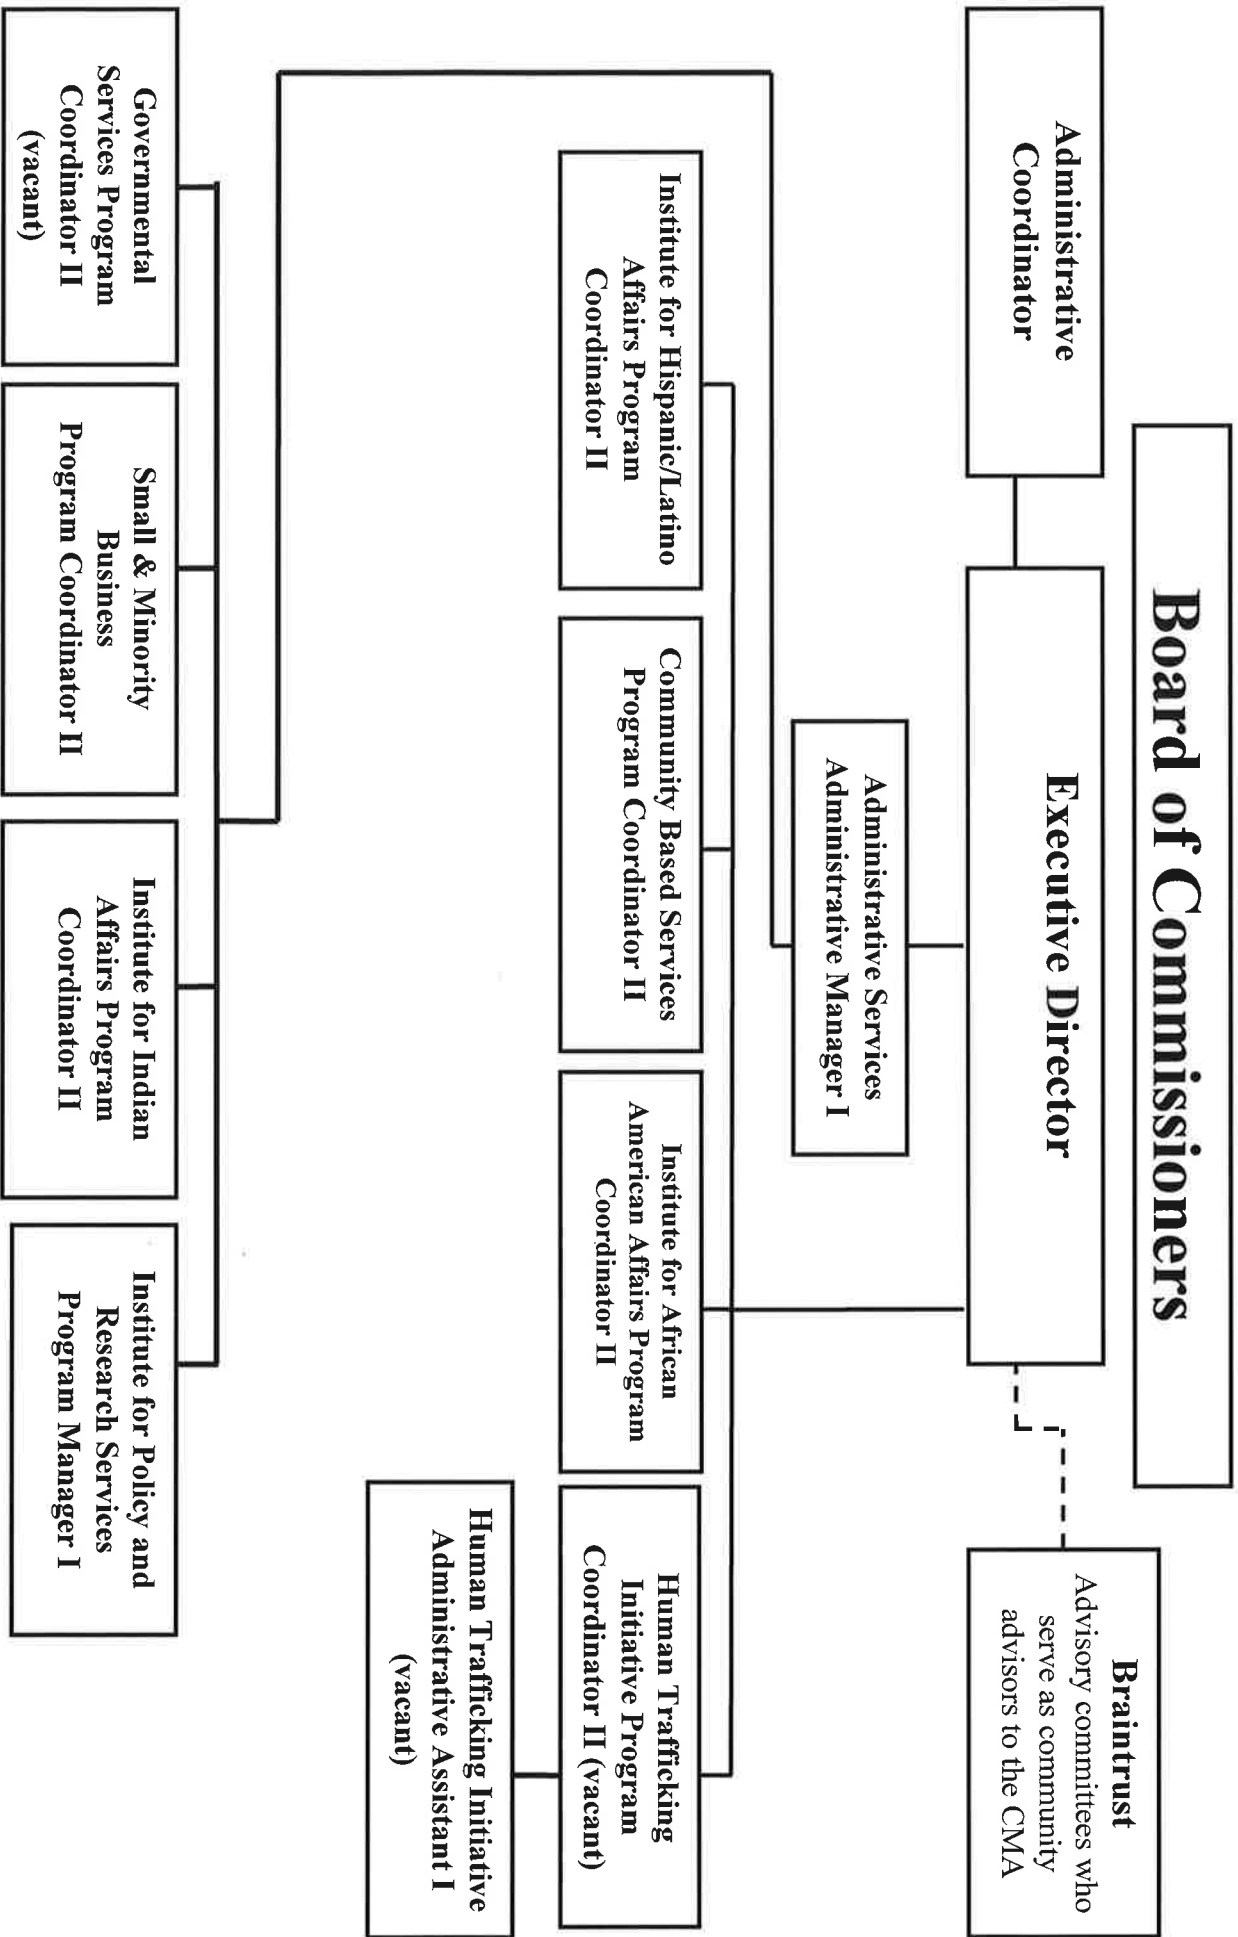 Board of Commissioners
Administrative
Coordinator
Executive Director
Braintrust
Advisory committees who
serve as community
advisors to the CMA
Administrative Services
Administrative Manager I
Institute for Hispanic/Latino
Affairs Program
Coordinator II
Community Based Services
Program Coordinator II
Institute for African
American Affairs Program
Coordinator II
Human Trafficking
Initiative Program
Coordinator II (vacant)
Human Trafficking Initiative
Administrative Assistant I
(vacant)
Governmental
Services Program
Coordinator II
(vacant)
Small & Minority
Business
Program Coordinator II
Institute for Indian
Affairs Program
Coordinator II
Institute for Policy and
Research Services
Program Manager I